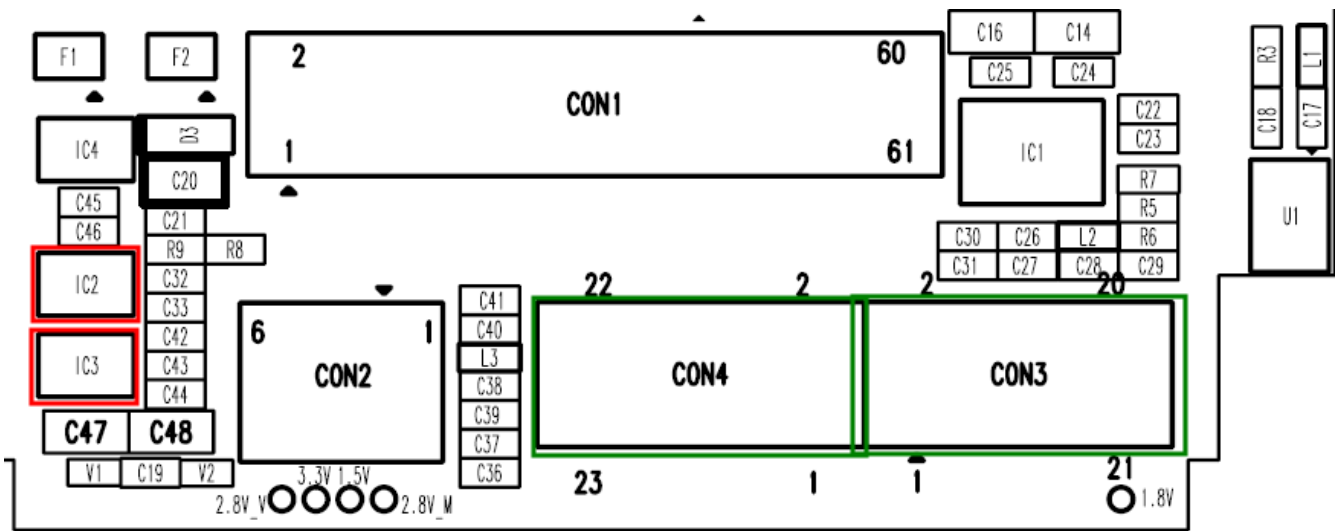 F1
F2
2
60
C16
C14
R3
L1
C25
C24
CON1
C22
C23
C18
C17
IC4
D3
1
61
IC1
C20
R7
C45
C46
C21
R5
U1
R9
R8
C30
C26
L2
R6
IC2
C32
C31
C27
C28
C29
C33
22
2
2
20
C41
6
1
C40
C42
IC3
C43
L3
CON2
CON4
CON3
C44
C38
C39
C47
C48
C37
V1
C19
V2
C36
3.3V
1.5V
23
1
1
21
2.8V_V
2.8V_M
1.8V